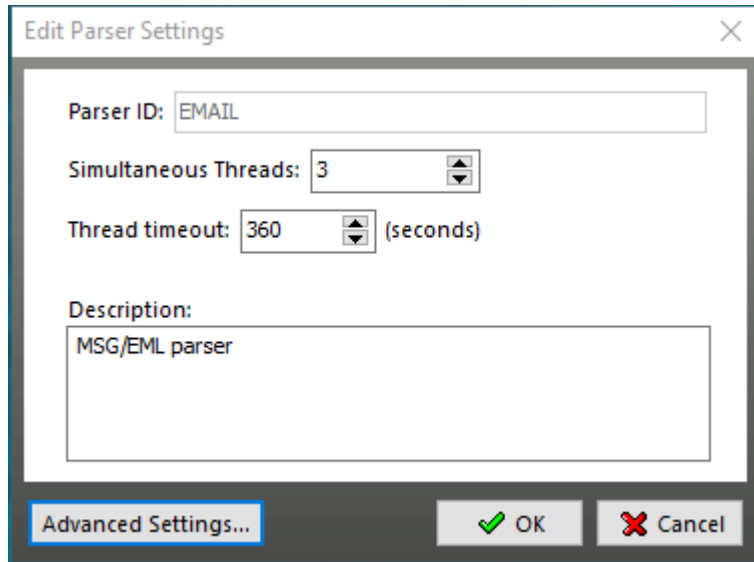 Edit Parser Settings
Parser ID: EMAIL
Simultaneous Threads: 3
Thread timeout: 360 (seconds)
Description:
MSG/EML parser
Advanced Settings... OK Cancel